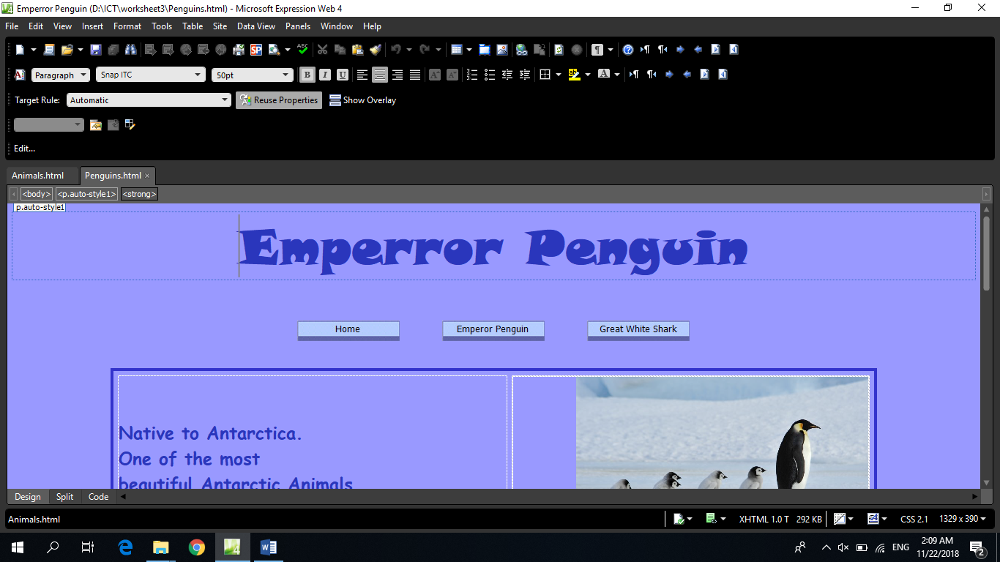 Emperror Penguin (D:\ICT\worksheet3\Penguins.html) - Microsoft Expression Web 4
File Edit View Insert Format Tools Table Site Data View Panels Window Help
Paragraph Snap ITC 50pt B I U
Target Rule: Automatic Reuse Properties Show Overlay
Edit...
Animals.html Penguins.html ×
<body> <p.auto-style1> <strong>
p.auto-style1
Emperror Penguin
Home Emperor Penguin Great White Shark
Native to Antarctica.
One of the most
beautiful Antarctic Animals
Design Split Code
Animals.html XHTML 1.0 T 292 KB CSS 2.1 1329 x 390
ENG 2:09 AM
11/22/2018 2